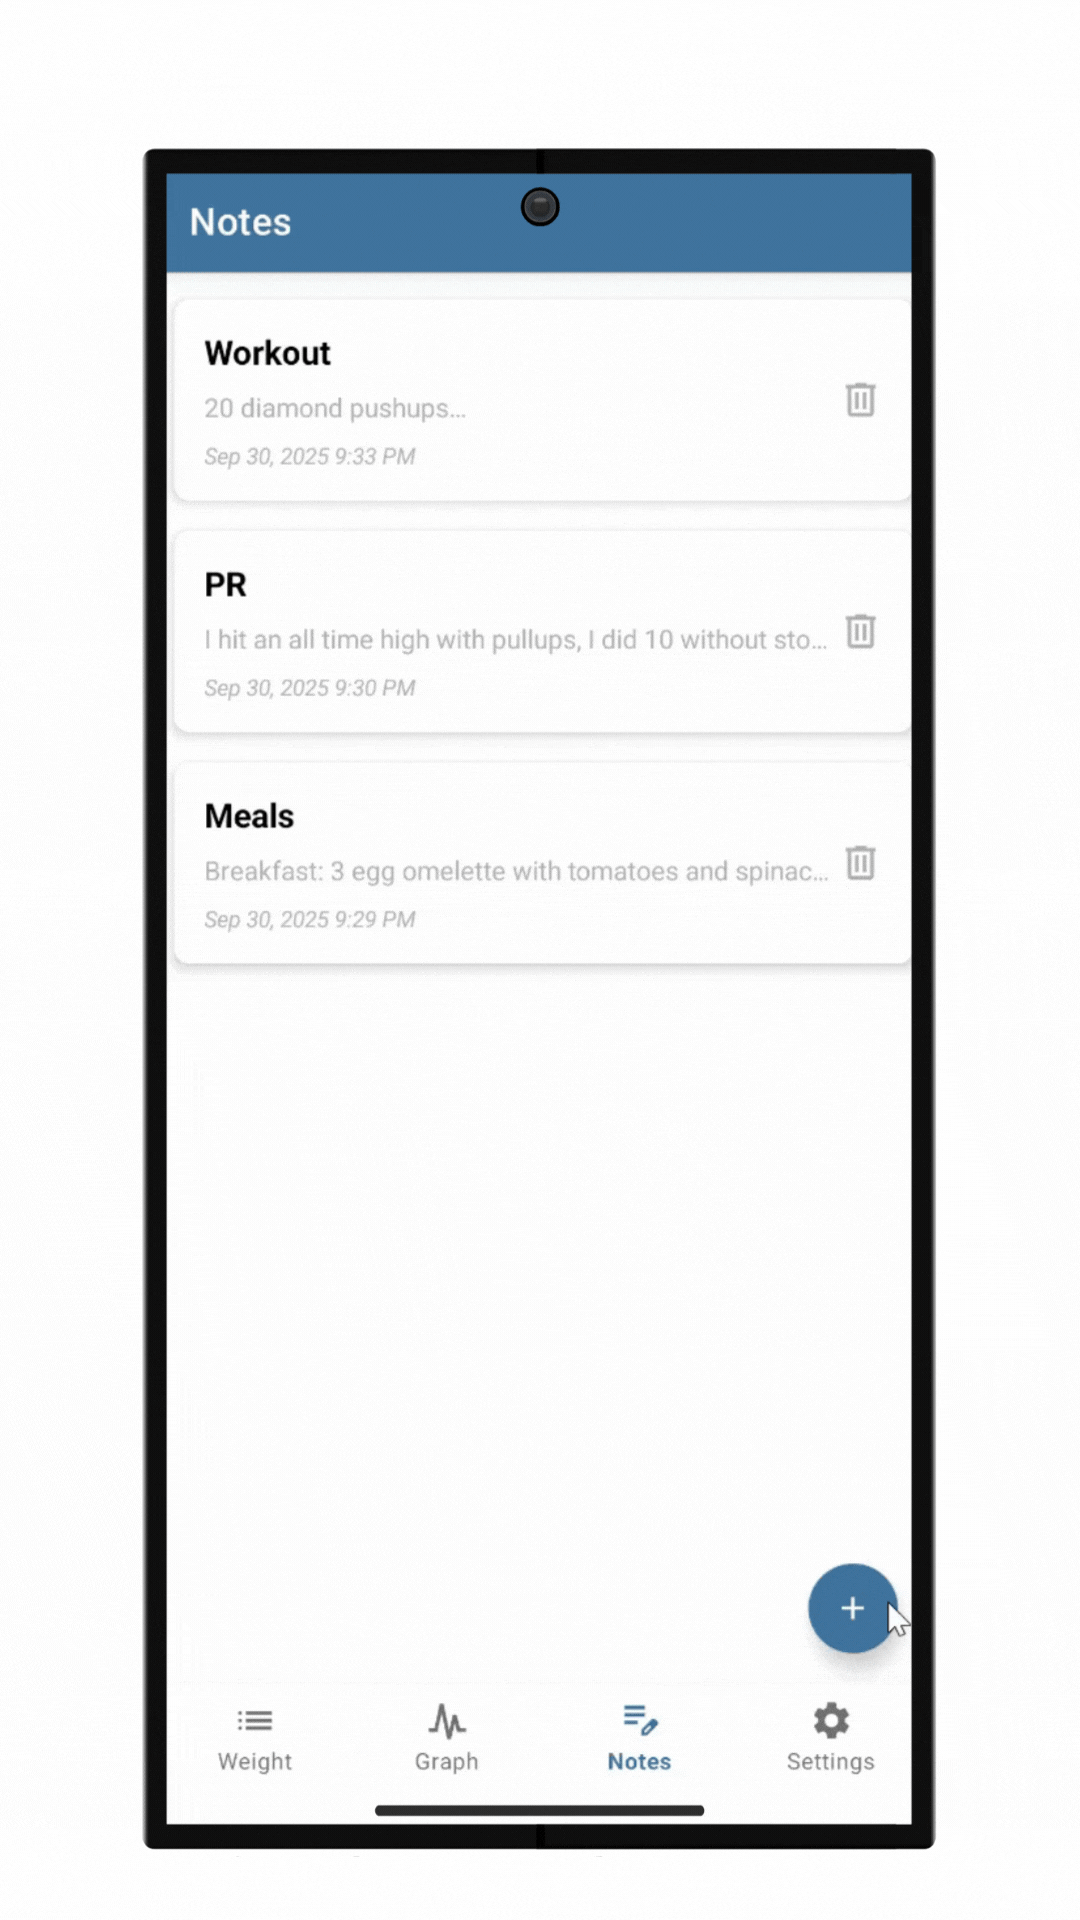 Notes
Workout
20 diamond pushups...
Sep 30, 2025 9:33 PM
PR
I hit an all time high with pullups, I did 10 without sto...
Sep 30, 2025 9:30 PM
Meals
Breakfast: 3 egg omelette with tomatoes and spinac...
Sep 30, 2025 9:29 PM
+
Weight
Graph
Notes
Settings